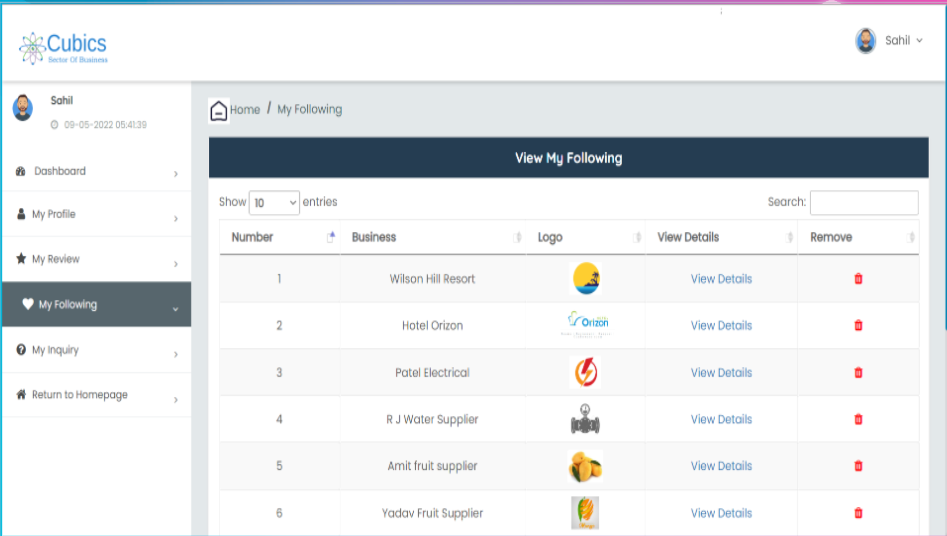 Cubics
Sector Of Business
Sahil
Sahil
09-05-2022 05:41:39
Dashboard
My Profile
My Review
My Following
My Inquiry
Return to Homepage
Home / My Following
View My Following
Show 10 entries Search:
Number Business Logo View Details Remove
1 Wilson Hill Resort View Details
2 Hotel Orizon Orizon View Details
3 Patel Electrical View Details
4 R J Water Supplier View Details
5 Amit fruit supplier View Details
6 Yadav Fruit Supplier View Details